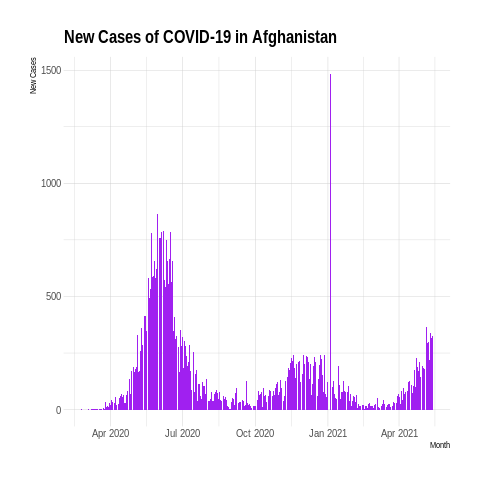 New Cases of COVID-19 in Afghanistan
New Cases
1500
1000
500
0
Apr 2020 Jul 2020 Oct 2020 Jan 2021 Apr 2021
Month